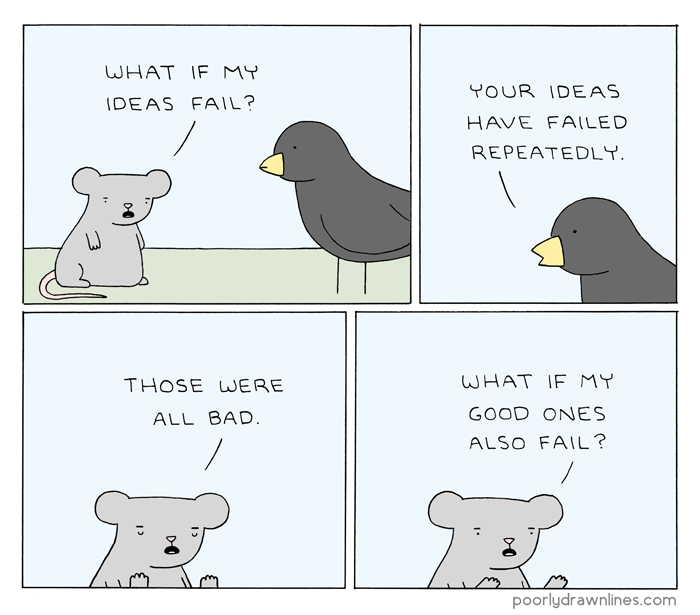 WHAT IF MY
IDEAS FAIL?
YOUR IDEAS
HAVE FAILED
REPEATEDLY.
THOSE WERE
ALL BAD.
WHAT IF MY
GOOD ONES
ALSO FAIL?
poorlydrawnlines.com